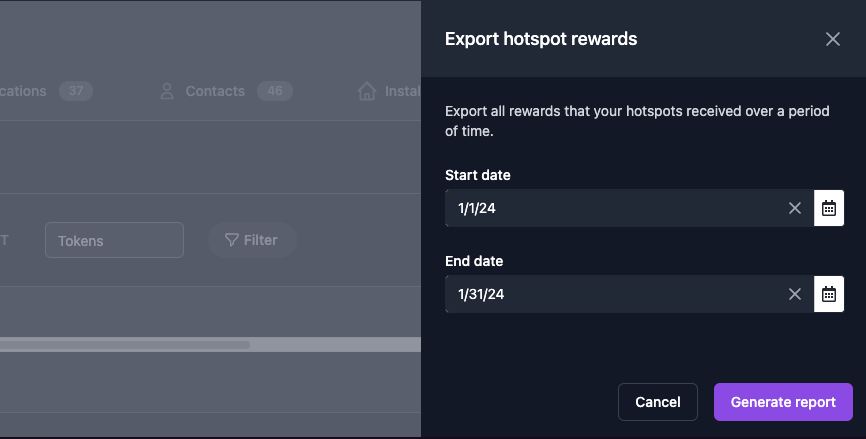 Export hotspot rewards
cations 37 Contacts 46 Instal
Export all rewards that your hotspots received over a period
of time.
Start date
1/1/24
T Tokens Filter
End date
1/31/24
Cancel Generate report